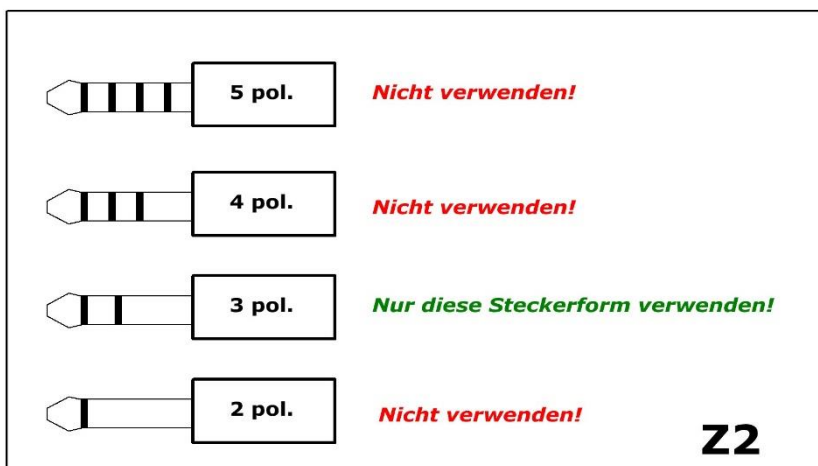 5 pol. Nicht verwenden!
4 pol. Nicht verwenden!
3 pol. Nur diese Steckerform verwenden!
2 pol. Nicht verwenden!
Z2